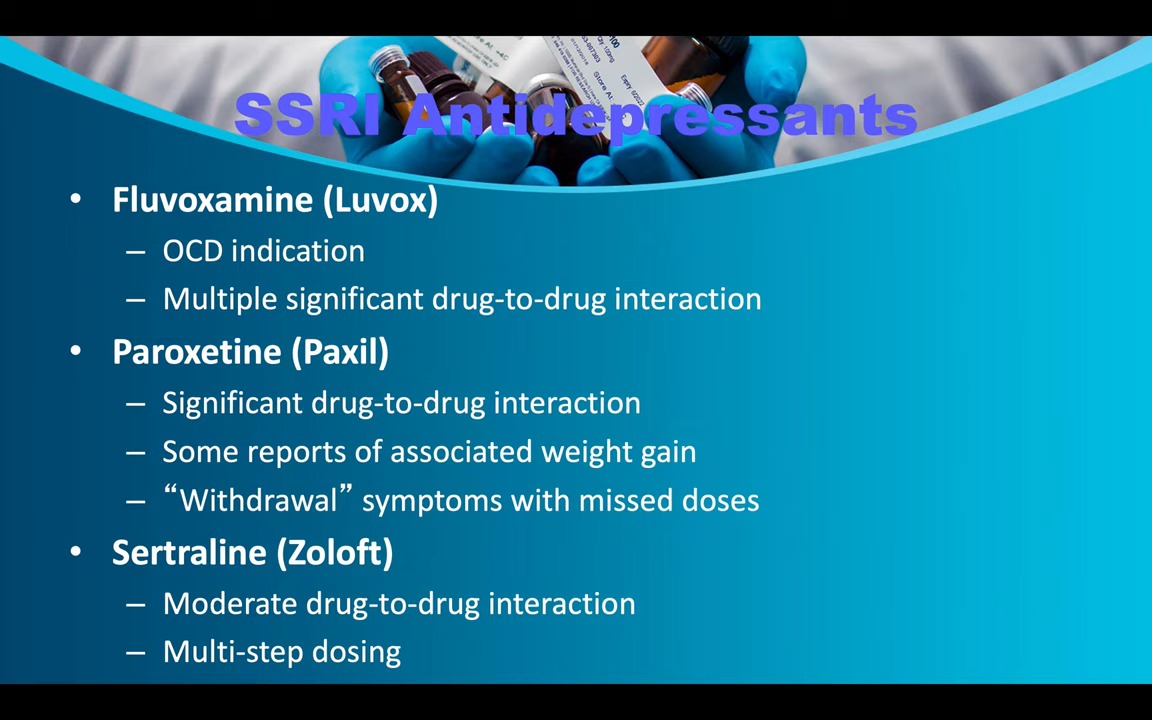 SSRI Antidepressants
• Fluvoxamine (Luvox)
– OCD indication
– Multiple significant drug-to-drug interaction
• Paroxetine (Paxil)
– Significant drug-to-drug interaction
– Some reports of associated weight gain
– “Withdrawal” symptoms with missed doses
• Sertraline (Zoloft)
– Moderate drug-to-drug interaction
– Multi-step dosing